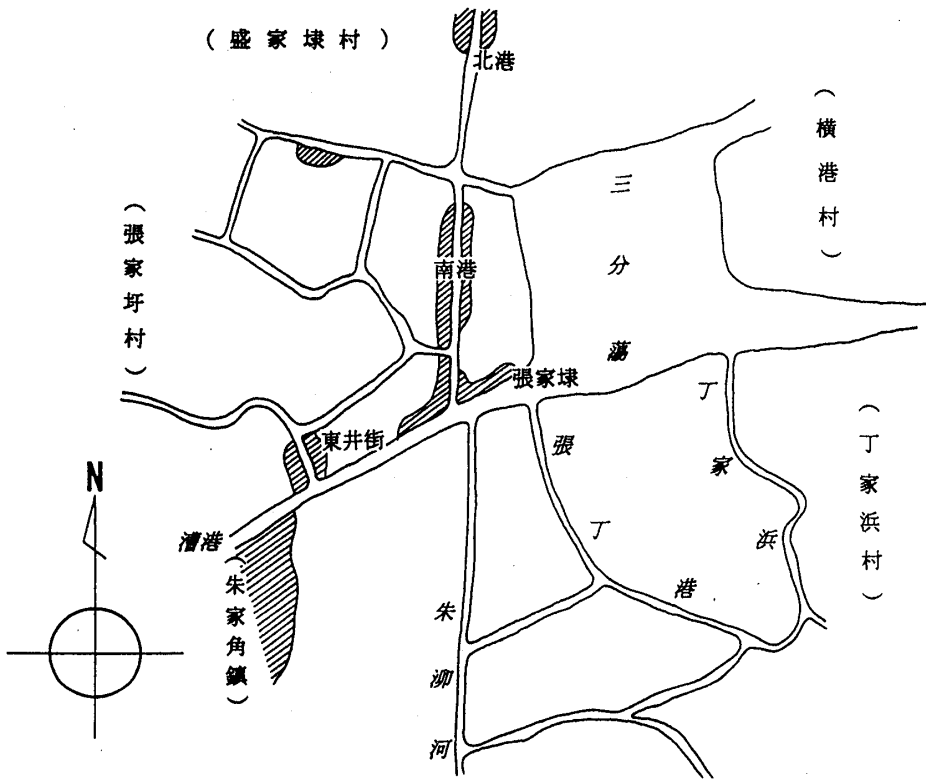 (盛家埭村)
北港
(横港村)
三分蕩
(張家圩村)
南港
張家埭
東井街
丁家浜
(丁家浜村)
張丁港
N
漕港
(朱家角鎮)
朱泖河